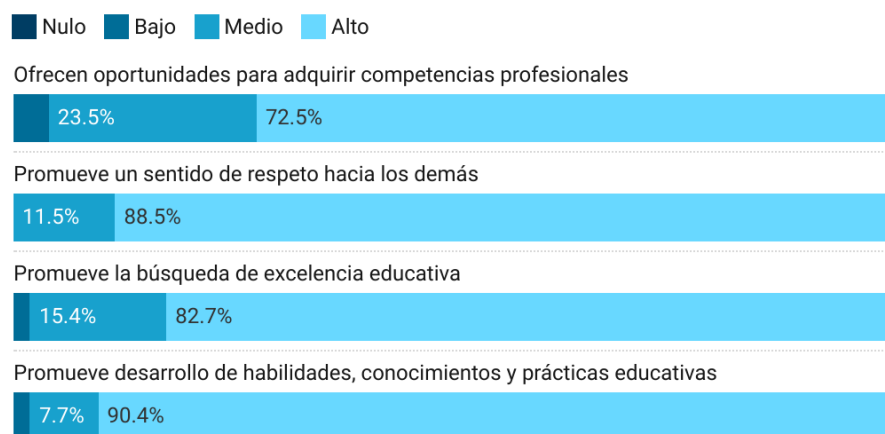 Nulo Bajo Medio Alto
Ofrecen oportunidades para adquirir competencias profesionales
23.5% 72.5%
Promueve un sentido de respeto hacia los demás
11.5% 88.5%
Promueve la búsqueda de excelencia educativa
15.4% 82.7%
Promueve desarrollo de habilidades, conocimientos y prácticas educativas
7.7% 90.4%